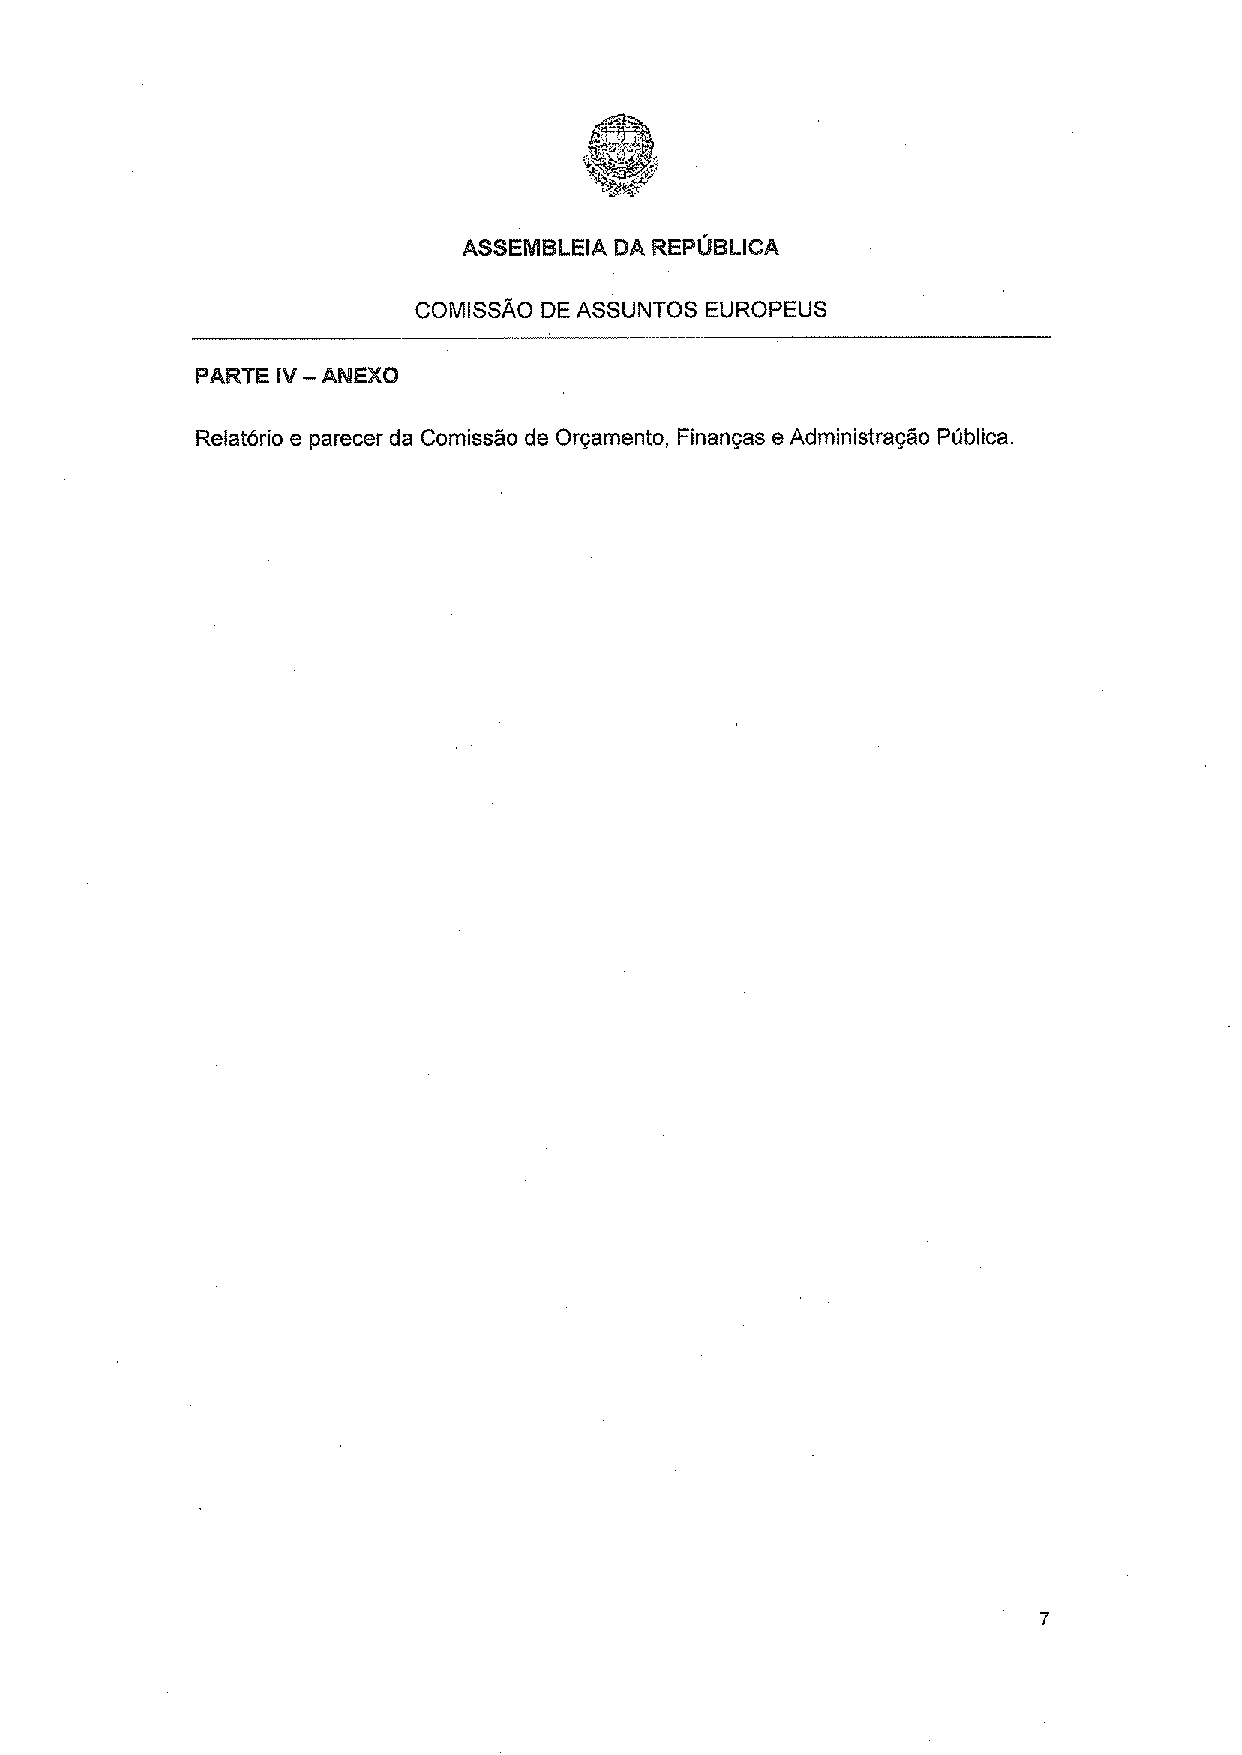 ASSEMBLEIA DA REPÚBLICA
COMISSÃO DE ASSUNTOS EUROPEUS
PARTE IV – ANEXO
Relatório e parecer da Comissão de Orçamento, Finanças e Administração Pública.
7